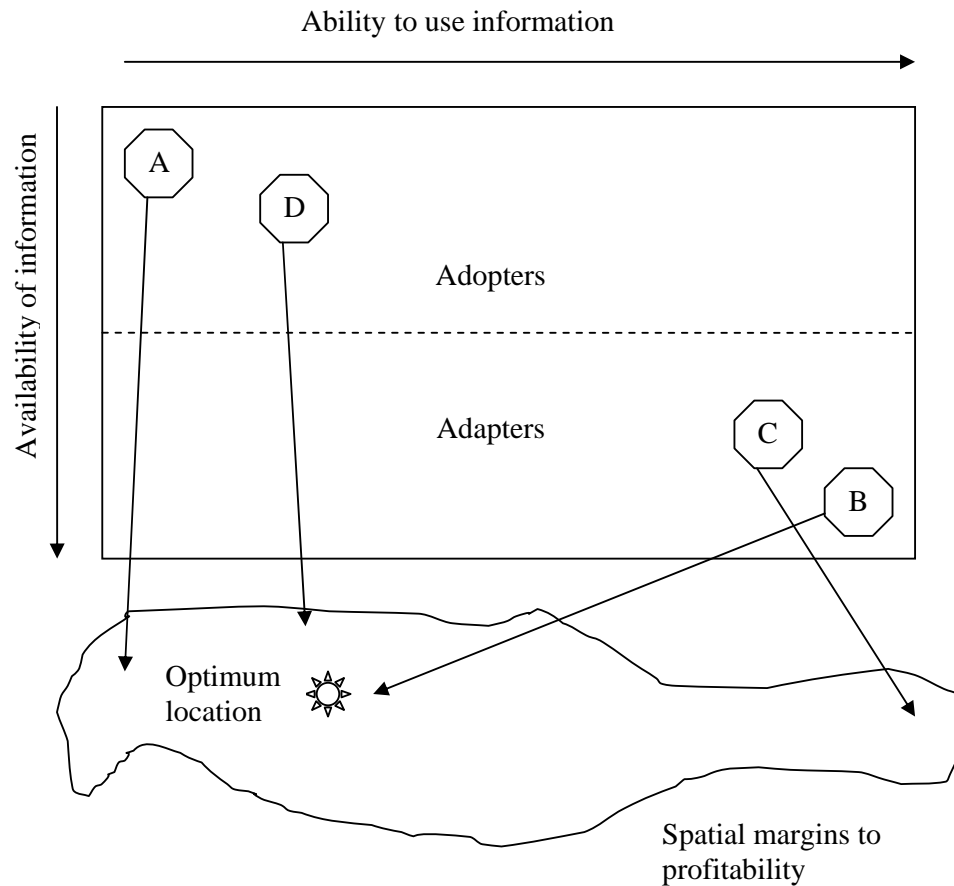 Ability to use information
Availability of information
A
D
Adopters
Adapters
C
B
Optimum
location
Spatial margins to
profitability